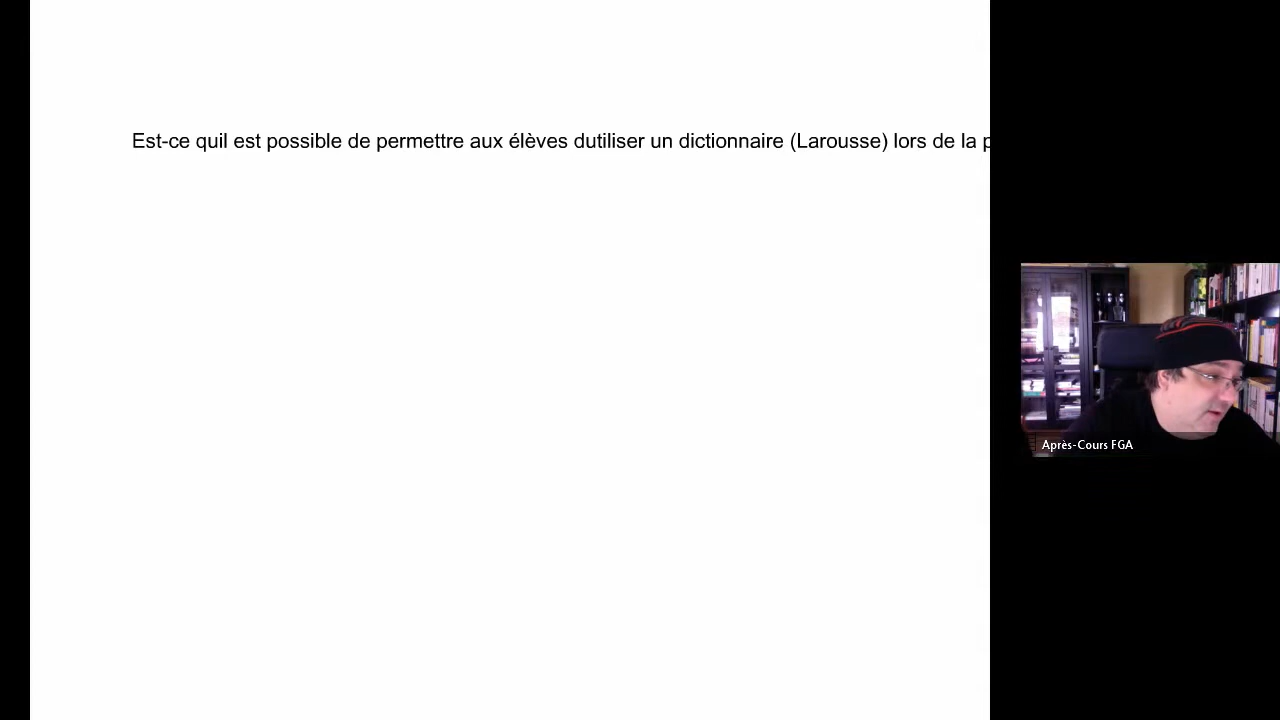 Est-ce quil est possible de permettre aux élèves dutiliser un dictionnaire (Larousse) lors de la
Après-Cours FGA